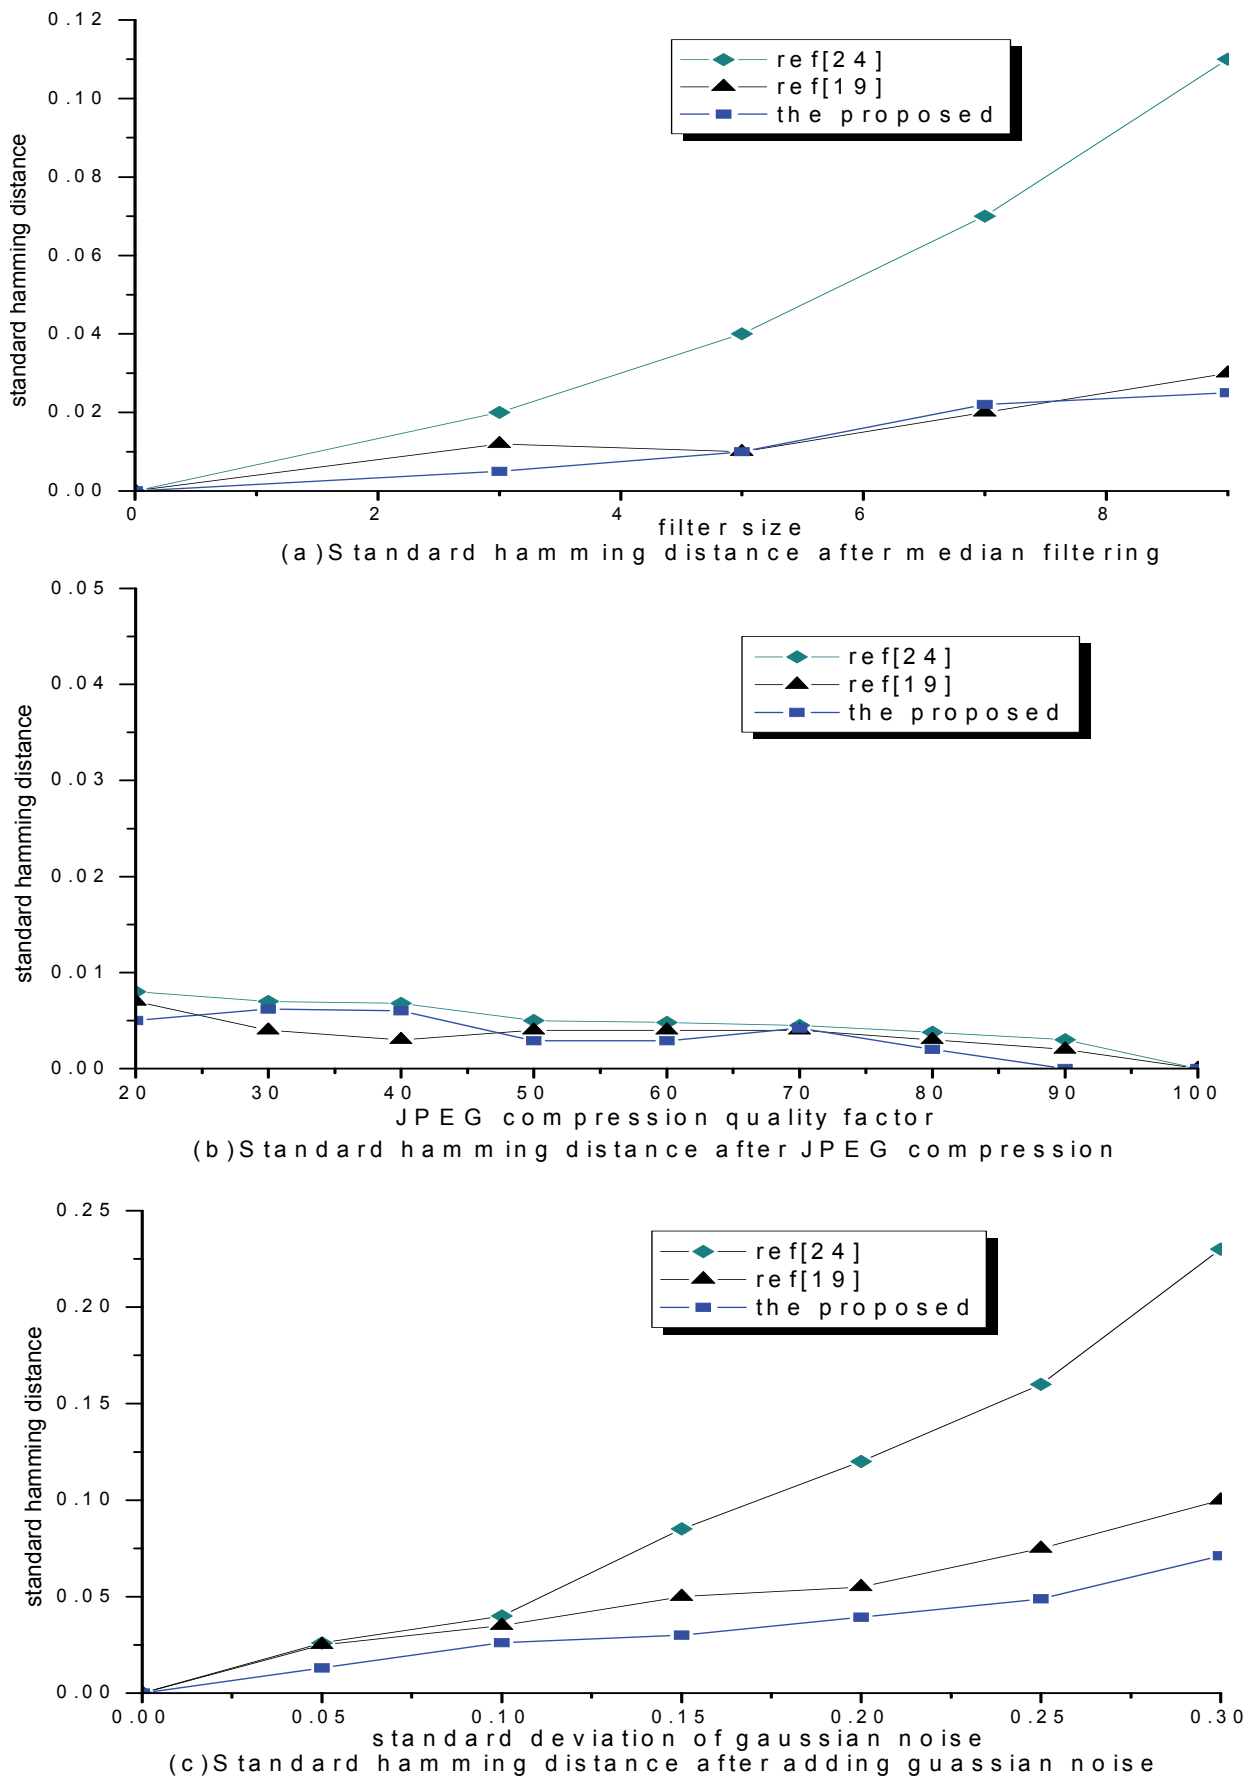 0.12
0.10
0.08
0.06
0.04
0.02
0.00
standard hamming distance
ref[24]
ref[19]
the proposed
0 2 4 6 8
filter size
(a)Standard hamming distance after median filtering
0.05
0.04
0.03
0.02
0.01
0.00
standard hamming distance
ref[24]
ref[19]
the proposed
20 30 40 50 60 70 80 90 100
JPEG compression quality factor
(b)Standard hamming distance after JPEG compression
0.25
0.20
0.15
0.10
0.05
0.00
standard hamming distance
ref[24]
ref[19]
the proposed
0.00 0.05 0.10 0.15 0.20 0.25 0.30
standard deviation of gaussian noise
(c)Standard hamming distance after adding guassian noise